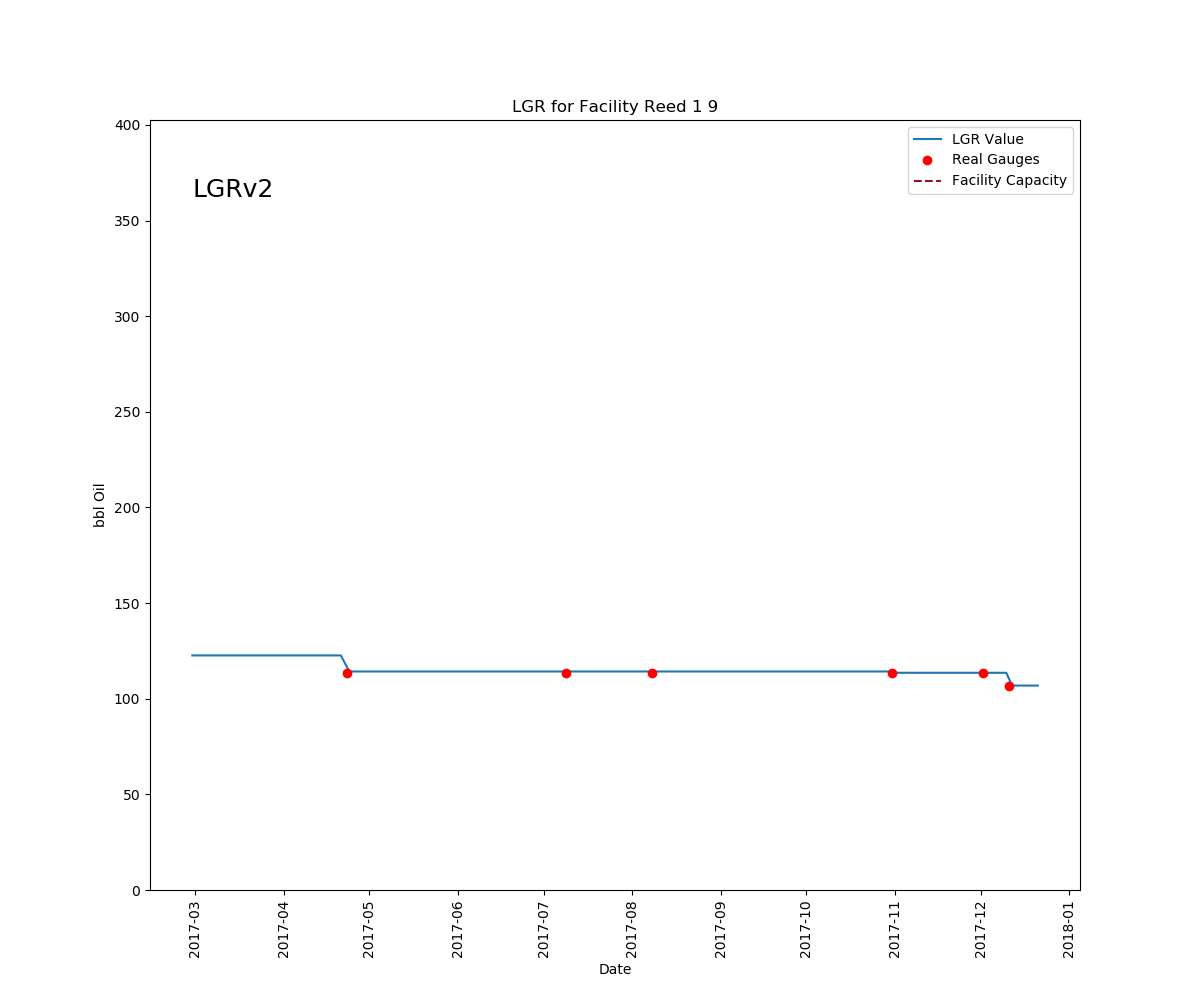 LGR for Facility Reed 1 9
LGRv2
LGR Value
Real Gauges
Facility Capacity
400
350
300
250
200
150
100
50
0
bbl Oil
2017-03
2017-04
2017-05
2017-06
2017-07
2017-08
2017-09
2017-10
2017-11
2017-12
2018-01
Date